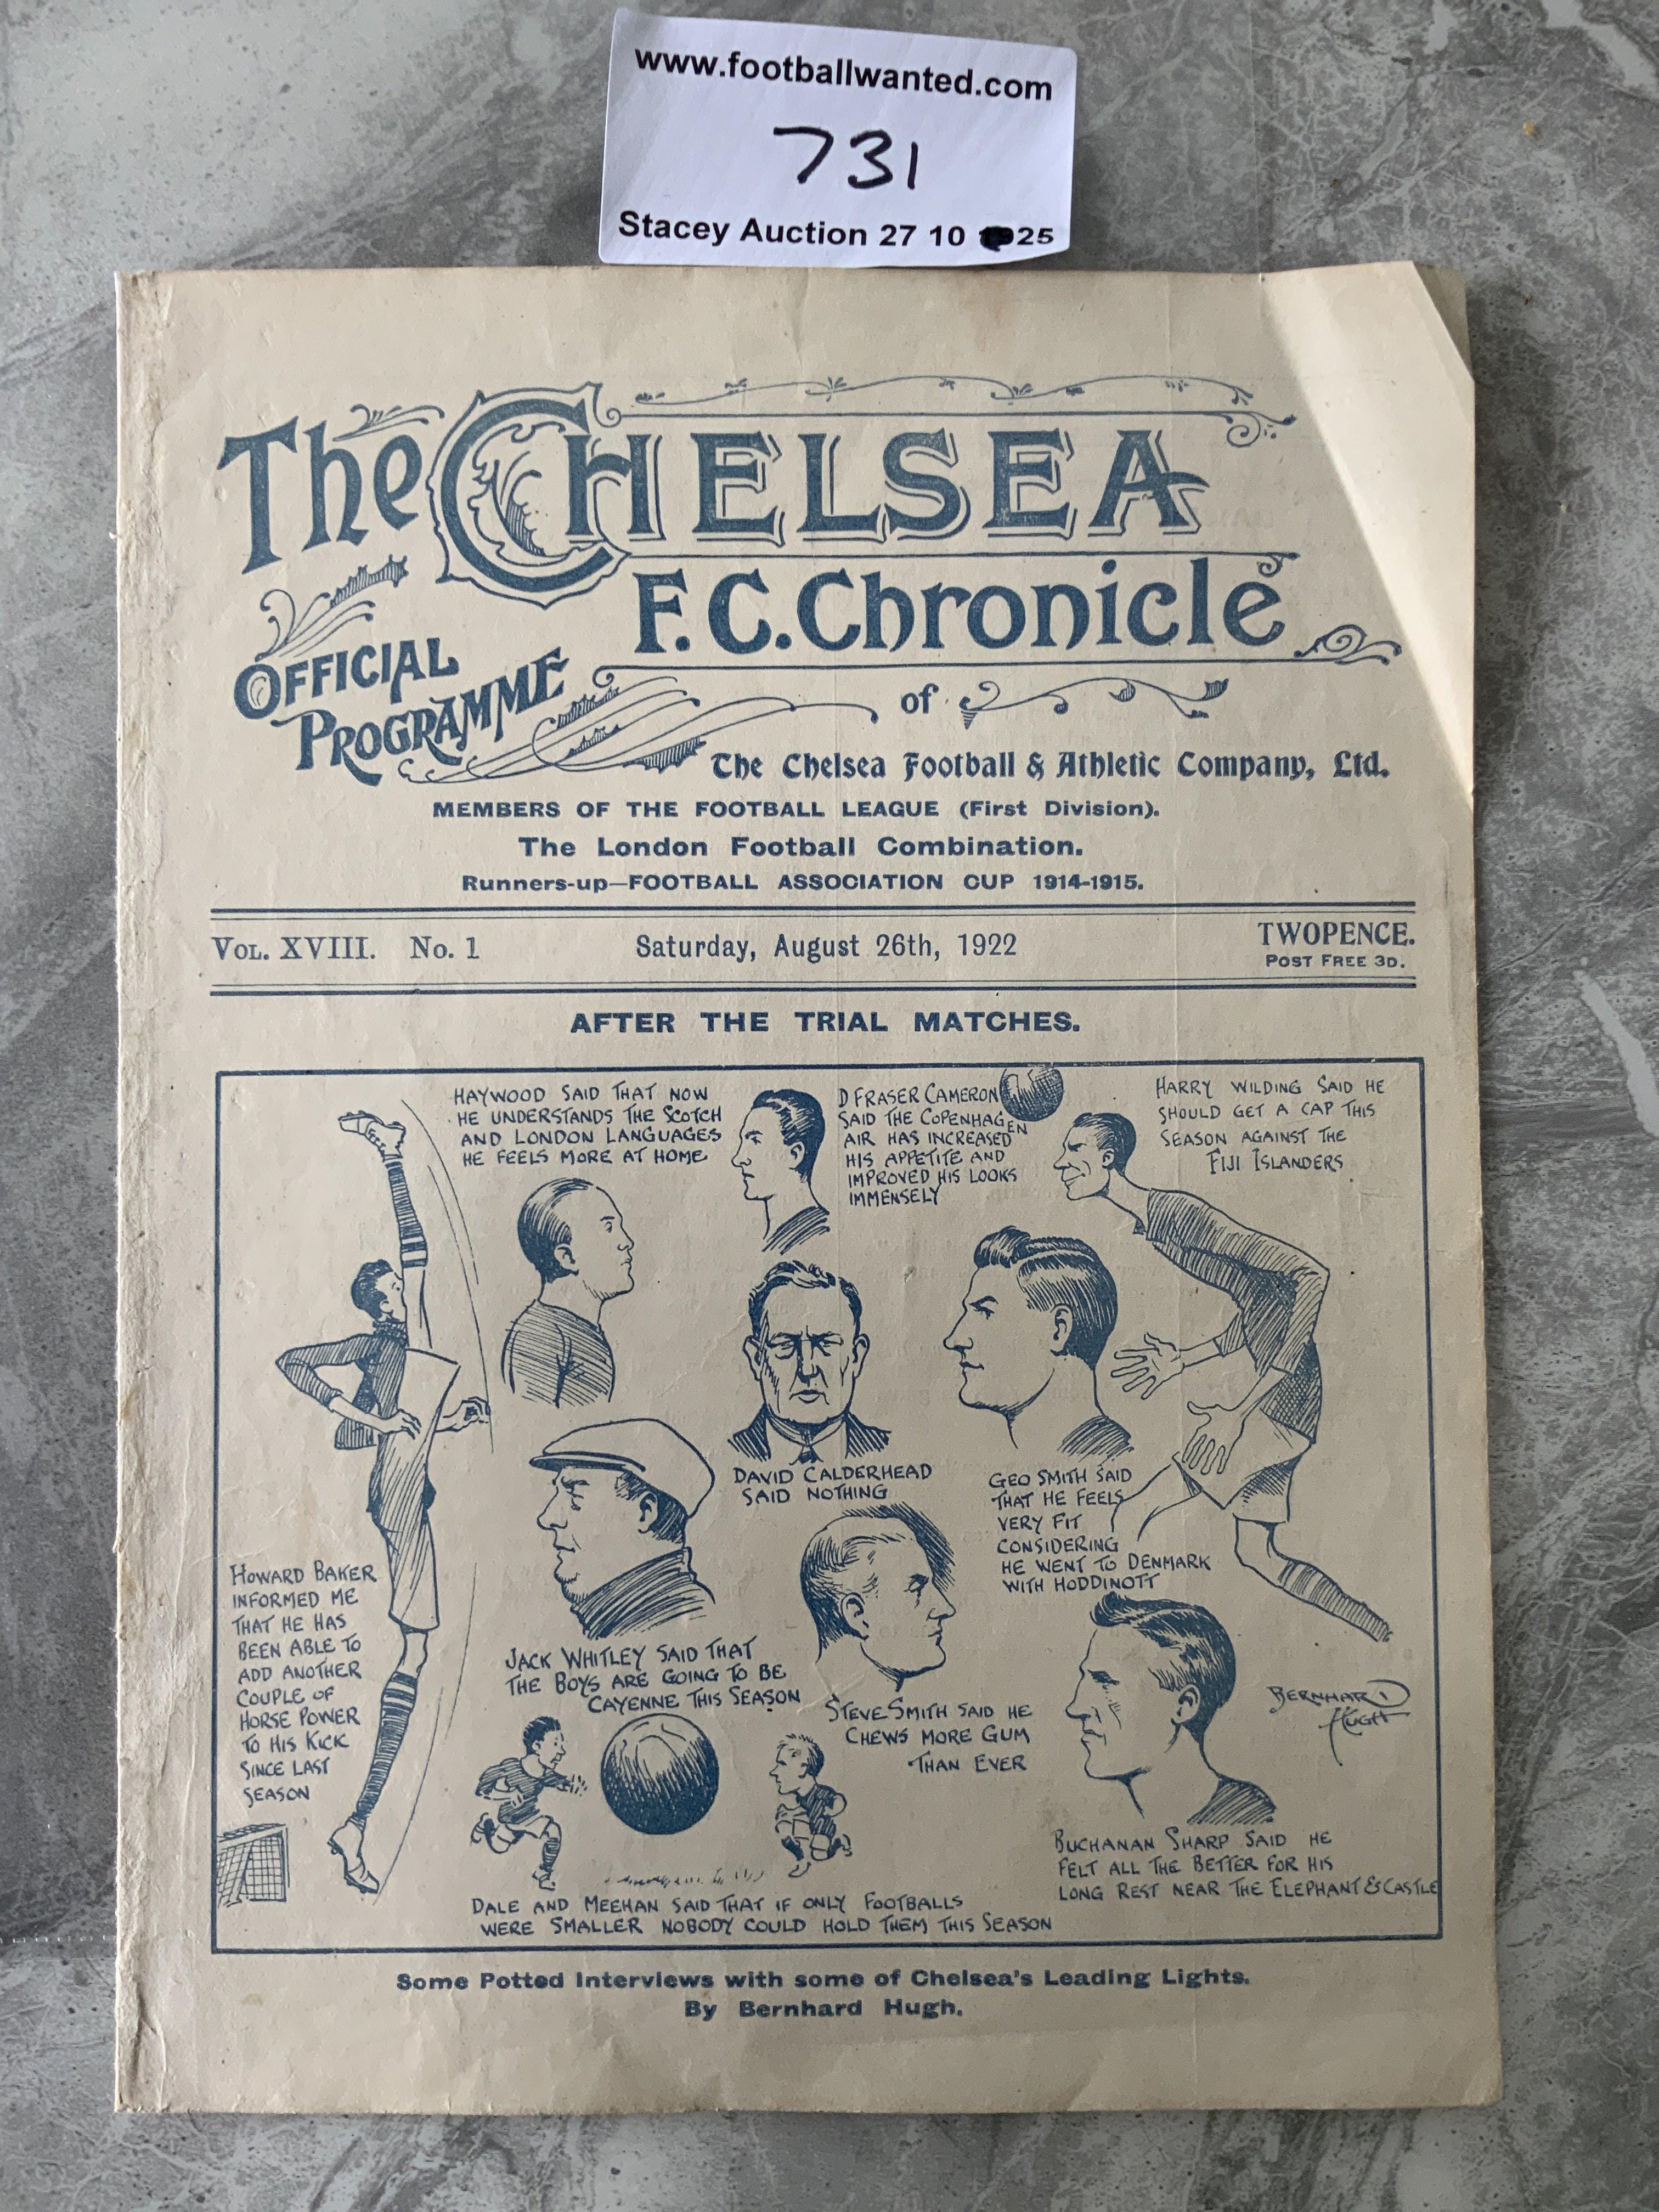 www.footballwanted.com
731
Stacey Auction 27 10 25
The CHELSEA
F.C. Chronicle
OFFICIAL
PROGRAMME
of
The Chelsea Football & Athletic Company, Ltd.
MEMBERS OF THE FOOTBALL LEAGUE (First Division).
The London Football Combination.
Runners-up—FOOTBALL ASSOCIATION CUP 1914-1915.
VOL. XVIII. No. 1
Saturday, August 26th, 1922
TWOPENCE.
POST FREE 3D.
AFTER THE TRIAL MATCHES.
HAYWOOD SAID THAT NOW
HE UNDERSTANDS THE SCOTCH
AND LONDON LANGUAGES
HE FEELS MORE AT HOME
D FRASER CAMERON
SAID THE COPENHAGEN
AIR HAS INCREASED
HIS APPETITE AND
IMPROVED HIS LOOKS
IMMENSELY
HARRY WILDING SAID HE
SHOULD GET A CAP THIS
SEASON AGAINST THE
FIJI ISLANDERS
DAVID CALDERHEAD
SAID NOTHING
GEO SMITH SAID
THAT HE FEELS
VERY FIT
CONSIDERING
HE WENT TO DENMARK
WITH HODDINOTT
HOWARD BAKER
INFORMED ME
THAT HE HAS
BEEN ABLE TO
ADD ANOTHER
COUPLE OF
HORSE POWER
TO HIS KICK
SINCE LAST
SEASON
JACK WHITLEY SAID THAT
THE BOYS ARE GOING TO BE
CAYENNE THIS SEASON
STEVE SMITH SAID HE
CHEWS MORE GUM
THAN EVER
BERNHARD
HUGH
BUCHANAN SHARP SAID HE
FELT ALL THE BETTER FOR HIS
LONG REST NEAR THE ELEPHANT & CASTLE
DALE AND MEEHAN SAID THAT IF ONLY FOOTBALLS
WERE SMALLER NOBODY COULD HOLD THEM THIS SEASON
Some Potted Interviews with some of Chelsea's Leading Lights.
By Bernhard Hugh.